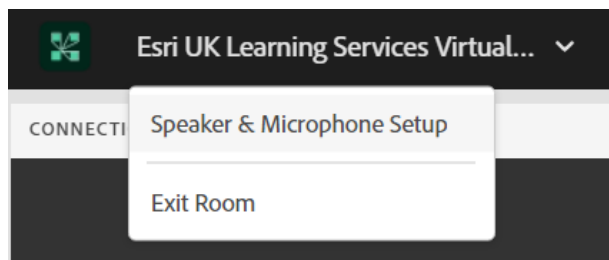 Esri UK Learning Services Virtual...
CONNECTI
Speaker & Microphone Setup
Exit Room